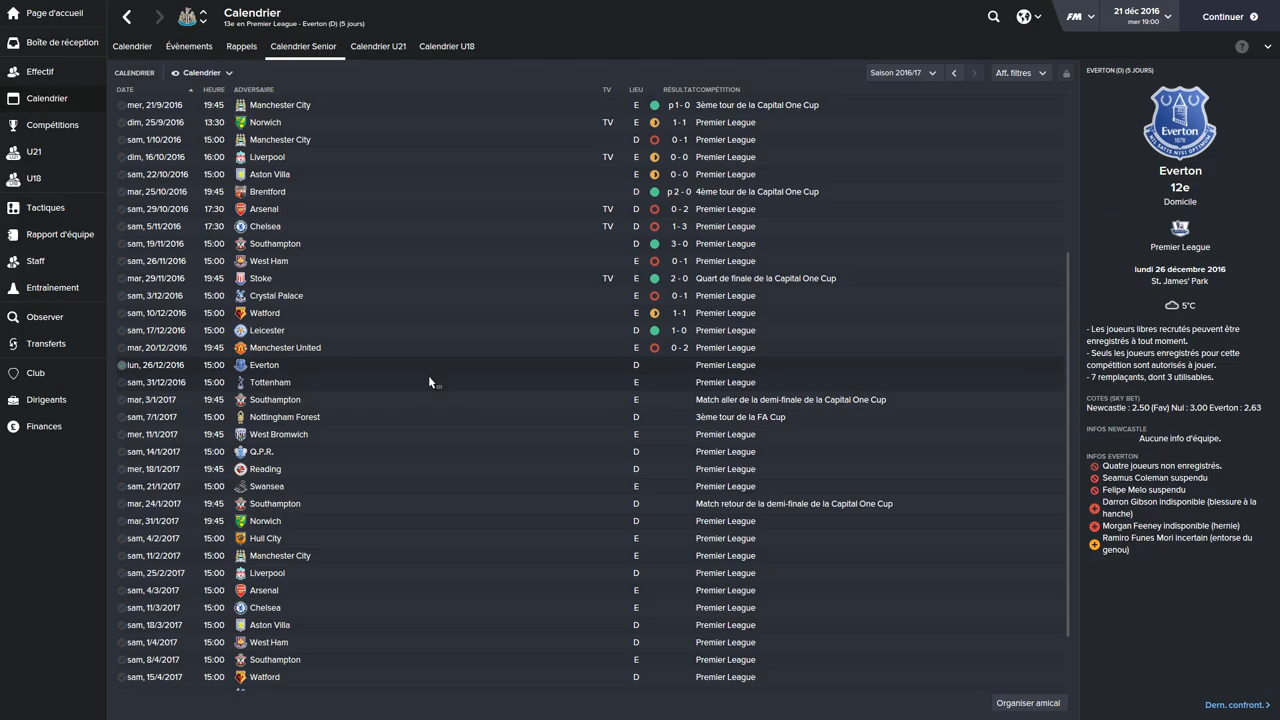 Page d'accueil
Boîte de réception
Effectif
Calendrier
Compétitions
U21
U21
U18
U18
Tactiques
Rapport d'équipe
Staff
Entraînement
Observer
Transferts
Club
Dirigeants
Finances
Calendrier
13e en Premier League - Everton (D) (5 jours)
FM
21 déc 2016
mer 19:00
Continuer
Calendrier Évènements Rappels Calendrier Senior Calendrier U21 Calendrier U18
?
CALENDRIER Calendrier Saison 2016/17 Aff. filtres
DATE HEURE ADVERSAIRE TV LIEU RÉSULTAT COMPÉTITION
mer, 21/9/2016 19:45 Manchester City E p 1 - 0 3ème tour de la Capital One Cup
dim, 25/9/2016 13:30 Norwich TV E 1 - 1 Premier League
sam, 1/10/2016 15:00 Manchester City D 0 - 1 Premier League
dim, 16/10/2016 16:00 Liverpool TV E 0 - 0 Premier League
sam, 22/10/2016 15:00 Aston Villa E 0 - 0 Premier League
mar, 25/10/2016 19:45 Brentford D p 2 - 0 4ème tour de la Capital One Cup
sam, 29/10/2016 17:30 Arsenal TV D 0 - 2 Premier League
sam, 5/11/2016 17:30 Chelsea TV D 1 - 3 Premier League
sam, 19/11/2016 15:00 Southampton D 3 - 0 Premier League
sam, 26/11/2016 15:00 West Ham E 0 - 1 Premier League
mar, 29/11/2016 19:45 Stoke TV E 2 - 0 Quart de finale de la Capital One Cup
sam, 3/12/2016 15:00 Crystal Palace E 0 - 1 Premier League
sam, 10/12/2016 15:00 Watford E 1 - 1 Premier League
sam, 17/12/2016 15:00 Leicester D 1 - 0 Premier League
mar, 20/12/2016 19:45 Manchester United E 0 - 2 Premier League
lun, 26/12/2016 15:00 Everton D Premier League
sam, 31/12/2016 15:00 Tottenham E Premier League
mar, 3/1/2017 19:45 Southampton E Match aller de la demi-finale de la Capital One Cup
sam, 7/1/2017 15:00 Nottingham Forest D 3ème tour de la FA Cup
mer, 11/1/2017 19:45 West Bromwich E Premier League
sam, 14/1/2017 15:00 Q.P.R. D Premier League
mer, 18/1/2017 19:45 Reading D Premier League
sam, 21/1/2017 15:00 Swansea E Premier League
mar, 24/1/2017 19:45 Southampton D Match retour de la demi-finale de la Capital One Cup
mar, 31/1/2017 19:45 Norwich D Premier League
sam, 4/2/2017 15:00 Hull City E Premier League
sam, 11/2/2017 15:00 Manchester City E Premier League
sam, 25/2/2017 15:00 Liverpool D Premier League
sam, 4/3/2017 15:00 Arsenal E Premier League
sam, 11/3/2017 15:00 Chelsea E Premier League
sam, 18/3/2017 15:00 Aston Villa D Premier League
sam, 1/4/2017 15:00 West Ham D Premier League
sam, 8/4/2017 15:00 Southampton E Premier League
sam, 15/4/2017 15:00 Watford D Premier League
Organiser amical
EVERTON (D) (5 JOURS)
Everton
1878
NIL SATIS NISI OPTIMUM
Everton
12e
Domicile
Premier League
lundi 26 décembre 2016
St. James' Park
5°C
- Les joueurs libres recrutés peuvent être
enregistrés à tout moment.
- Seuls les joueurs enregistrés pour cette
compétition sont autorisés à jouer.
- 7 remplaçants, dont 3 utilisables.
COTES (SKY BET)
Newcastle : 2.50 (Fav) Nul : 3.00 Everton : 2.63
INFOS NEWCASTLE
Aucune info d'équipe.
INFOS EVERTON
Quatre joueurs non enregistrés.
Seamus Coleman suspendu
Felipe Melo suspendu
Darron Gibson indisponible (blessure à la
hanche)
Morgan Feeney indisponible (hernie)
Ramiro Funes Mori incertain (entorse du
genou)
Dern. confront.